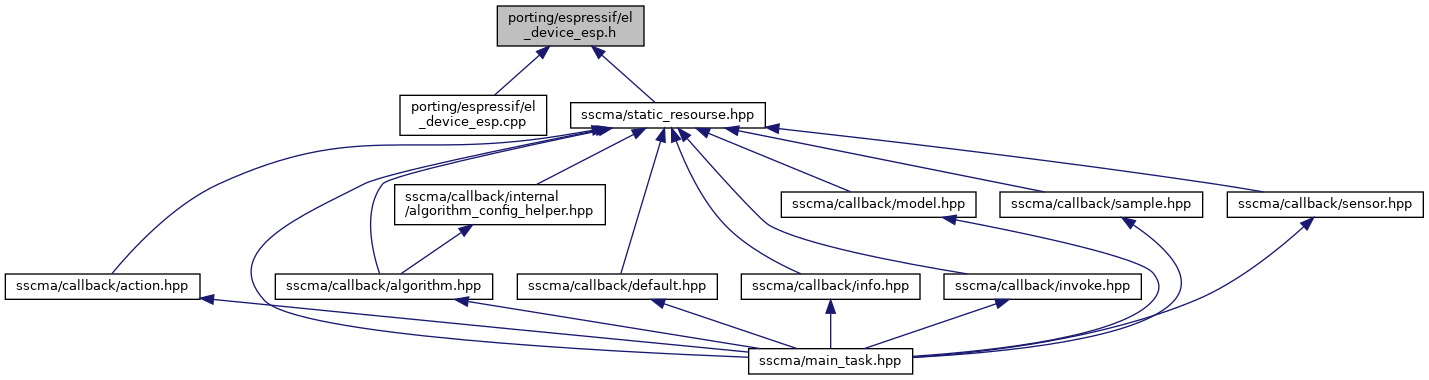 porting/espressif/el
_device_esp.h
porting/espressif/el
_device_esp.cpp
sscma/static_resourse.hpp
sscma/callback/internal
/algorithm_config_helper.hpp
sscma/callback/model.hpp
sscma/callback/sample.hpp
sscma/callback/sensor.hpp
sscma/callback/action.hpp
sscma/callback/algorithm.hpp
sscma/callback/default.hpp
sscma/callback/info.hpp
sscma/callback/invoke.hpp
sscma/main_task.hpp